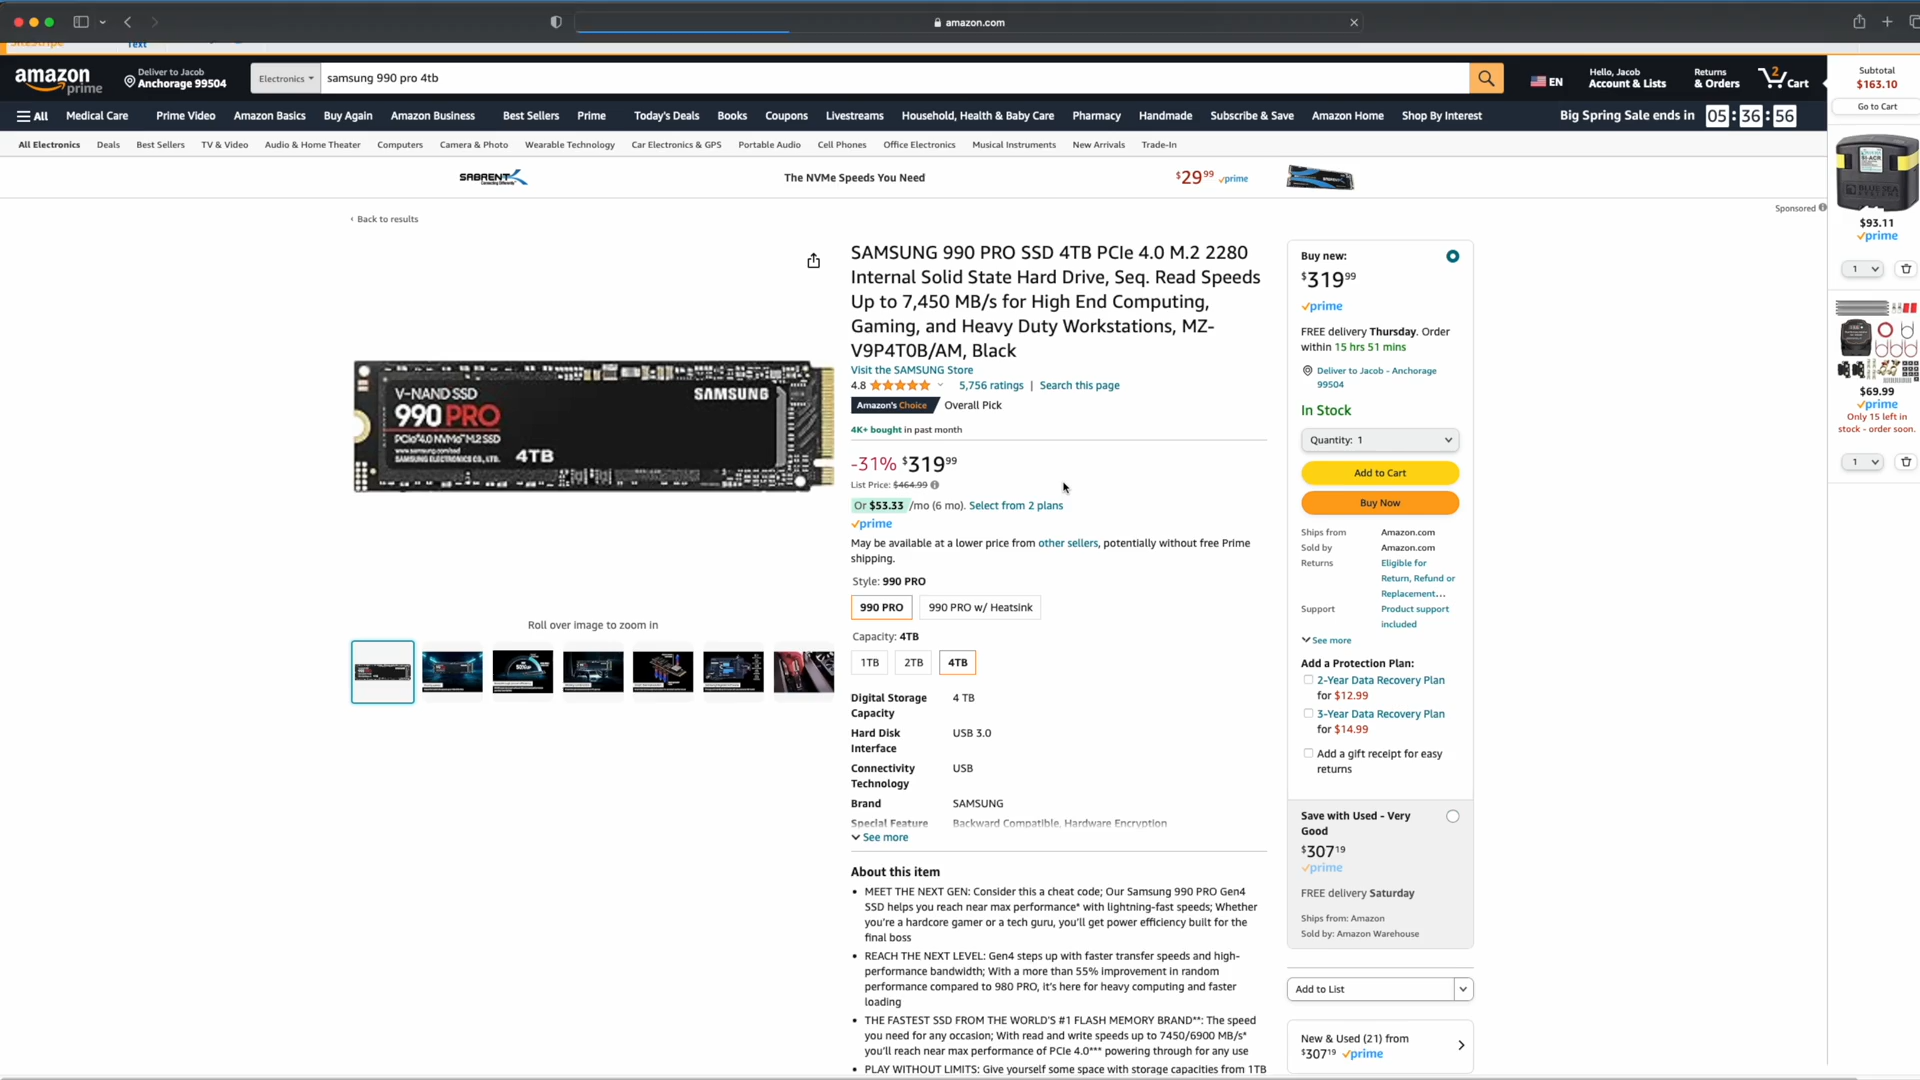 amazon.com
Text
amazon
prime
Deliver to Jacob
Anchorage 99504
Electronics
samsung 990 pro 4tb
EN
Hello, Jacob
Account & Lists
Returns
& Orders
2
Cart
Subtotal
$163.10
Go to Cart
All
Medical Care
Prime Video
Amazon Basics
Buy Again
Amazon Business
Best Sellers
Prime
Today's Deals
Books
Coupons
Livestreams
Household, Health & Baby Care
Pharmacy
Handmade
Subscribe & Save
Amazon Home
Shop By Interest
Big Spring Sale ends in 05 : 36 : 56
All Electronics
Deals
Best Sellers
TV & Video
Audio & Home Theater
Computers
Camera & Photo
Wearable Technology
Car Electronics & GPS
Portable Audio
Cell Phones
Office Electronics
Musical Instruments
New Arrivals
Trade-In
SABRENT
The NVMe Speeds You Need
$2999 prime
Sponsored
‹ Back to results
V-NAND SSD
990 PRO
PCIe 4.0 NVMe M.2 SSD
www.samsung.com/ssd
SAMSUNG ELECTRONICS CO., LTD.
4TB
SAMSUNG
Roll over image to zoom in
SAMSUNG 990 PRO SSD 4TB PCIe 4.0 M.2 2280
Internal Solid State Hard Drive, Seq. Read Speeds
Up to 7,450 MB/s for High End Computing,
Gaming, and Heavy Duty Workstations, MZ-
V9P4T0B/AM, Black
Visit the SAMSUNG Store
4.8
5,756 ratings | Search this page
Amazon's Choice Overall Pick
4K+ bought in past month
-31% $31999
List Price: $464.99
Or $53.33 /mo (6 mo). Select from 2 plans
prime
May be available at a lower price from other sellers, potentially without free Prime
shipping.
Style: 990 PRO
990 PRO
990 PRO w/ Heatsink
Capacity: 4TB
1TB
2TB
4TB
Digital Storage
Capacity
4 TB
Hard Disk
Interface
USB 3.0
Connectivity
Technology
USB
Brand
SAMSUNG
Special Feature
Backward Compatible, Hardware Encryption
See more
About this item
• MEET THE NEXT GEN: Consider this a cheat code; Our Samsung 990 PRO Gen4
SSD helps you reach near max performance* with lightning-fast speeds; Whether
you're a hardcore gamer or a tech guru, you'll get power efficiency built for the
final boss
• REACH THE NEXT LEVEL: Gen4 steps up with faster transfer speeds and high-
performance bandwidth; With a more than 55% improvement in random
performance compared to 980 PRO, it's here for heavy computing and faster
loading
• THE FASTEST SSD FROM THE WORLD'S #1 FLASH MEMORY BRAND**: The speed
you need for any occasion; With read and write speeds up to 7450/6900 MB/s*
you'll reach near max performance of PCIe 4.0*** powering through for any use
• PLAY WITHOUT LIMITS: Give yourself some space with storage capacities from 1TB
Buy new:
$31999
prime
FREE delivery Thursday. Order
within 15 hrs 51 mins
Deliver to Jacob - Anchorage
99504
In Stock
Quantity: 1
Add to Cart
Buy Now
Ships from
Amazon.com
Sold by
Amazon.com
Returns
Eligible for
Return, Refund or
Replacement...
Support
Product support
included
See more
Add a Protection Plan:
2-Year Data Recovery Plan
for $12.99
3-Year Data Recovery Plan
for $14.99
Add a gift receipt for easy
returns
Save with Used - Very
Good
$30719
prime
FREE delivery Saturday
Ships from: Amazon
Sold by: Amazon Warehouse
Add to List
New & Used (21) from
$30719 prime
$93.11
prime
1
$69.99
prime
Only 15 left in
stock - order soon.
1